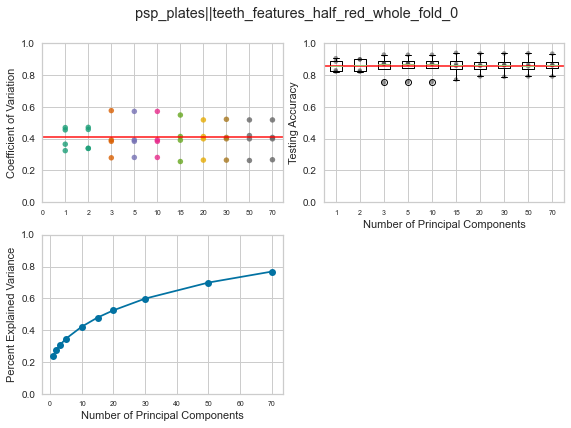 psp_plates||teeth_features_half_red_whole_fold_0
Coefficient of Variation
1.0
0.8
0.6
0.4
0.2
0.0
0 1 2 3 5 10 15 20 30 50 70
Testing Accuracy
1.0
0.8
0.6
0.4
0.2
0.0
1 2 3 5 10 15 20 30 50 70
Number of Principal Components
Percent Explained Variance
1.0
0.8
0.6
0.4
0.2
0.0
0 10 20 30 40 50 60 70
Number of Principal Components